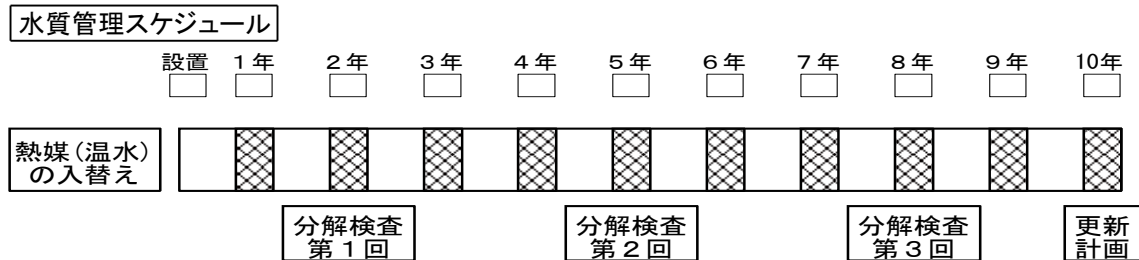 水質管理スケジュール
設置 1年 2年 3年 4年 5年 6年 7年 8年 9年 10年
熱媒(温水)
の入替え
分解検査
第1回
分解検査
第2回
分解検査
第3回
更新
計画